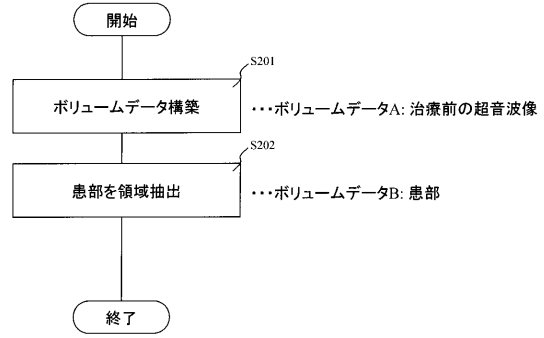 開始
S201
ボリュームデータ構築
・・・ボリュームデータA: 治療前の超音波像
S202
患部を領域抽出
・・・ボリュームデータB: 患部
終了